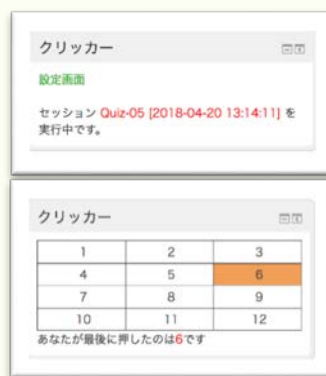 クリッカー
設定画面
セッション Quiz-05 [2018-04-20 13:14:11] を
実行中です。
クリッカー
1 2 3
4 5 6
7 8 9
10 11 12
あなたが最後に押したのは6です